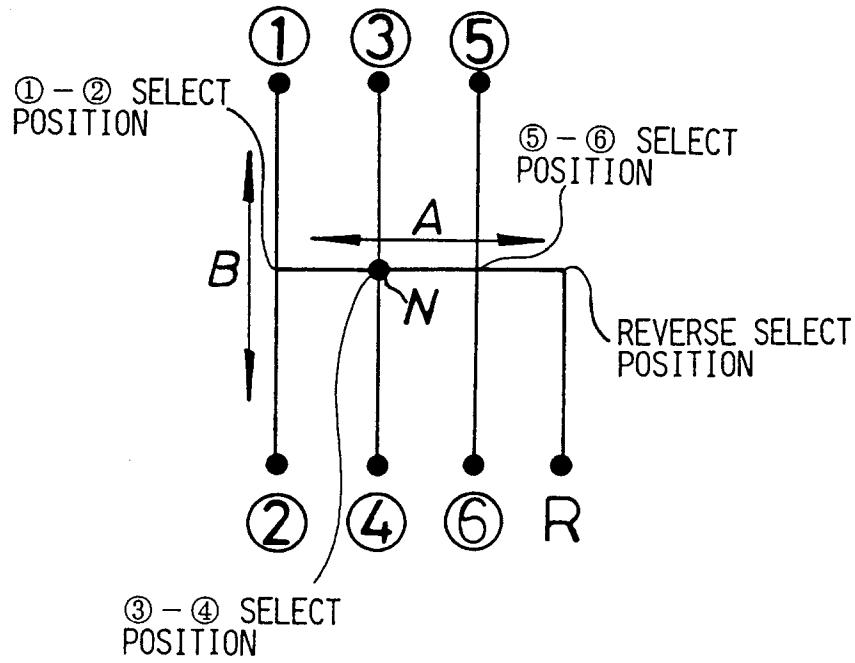 ① ③ ⑤
①-② SELECT
POSITION
⑤-⑥ SELECT
POSITION
A
B
N
REVERSE SELECT
POSITION
② ④ ⑥ R
③-④ SELECT
POSITION